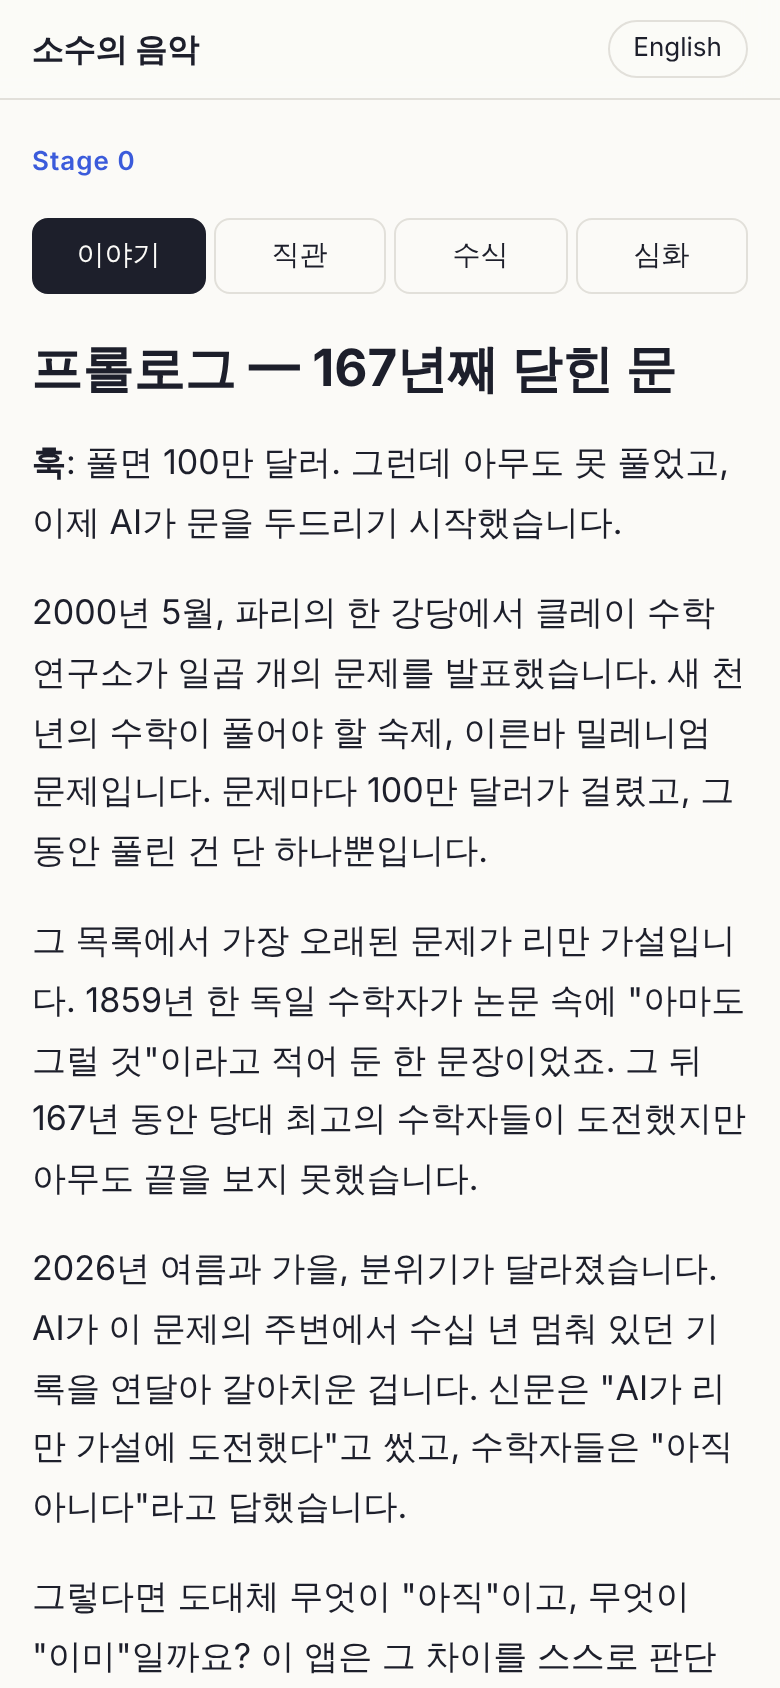 소수의 음악
English
Stage 0
이야기
직관
수식
심화
프롤로그 — 167년째 닫힌 문
훅: 풀면 100만 달러. 그런데 아무도 못 풀었고,
이제 AI가 문을 두드리기 시작했습니다.
2000년 5월, 파리의 한 강당에서 클레이 수학
연구소가 일곱 개의 문제를 발표했습니다. 새 천
년의 수학이 풀어야 할 숙제, 이른바 밀레니엄
문제입니다. 문제마다 100만 달러가 걸렸고, 그
동안 풀린 건 단 하나뿐입니다.
그 목록에서 가장 오래된 문제가 리만 가설입니
다. 1859년 한 독일 수학자가 논문 속에 "아마도
그럴 것"이라고 적어 둔 한 문장이었죠. 그 뒤
167년 동안 당대 최고의 수학자들이 도전했지만
아무도 끝을 보지 못했습니다.
2026년 여름과 가을, 분위기가 달라졌습니다.
AI가 이 문제의 주변에서 수십 년 멈춰 있던 기
록을 연달아 갈아치운 겁니다. 신문은 "AI가 리
만 가설에 도전했다"고 썼고, 수학자들은 "아직
아니다"라고 답했습니다.
그렇다면 도대체 무엇이 "아직"이고, 무엇이
"이미"일까요? 이 앱은 그 차이를 스스로 판단